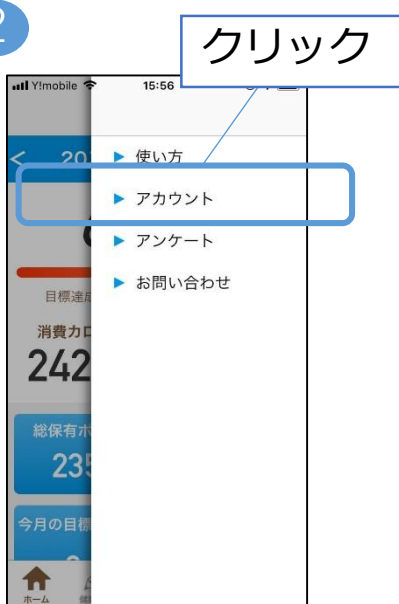 2
クリック
Y!mobile 15:56
< 20
▶ 使い方
▶ アカウント
▶ アンケート
▶ お問い合わせ
目標達成
消費カロ
242
総保有ポ
235
今月の目標
ホーム